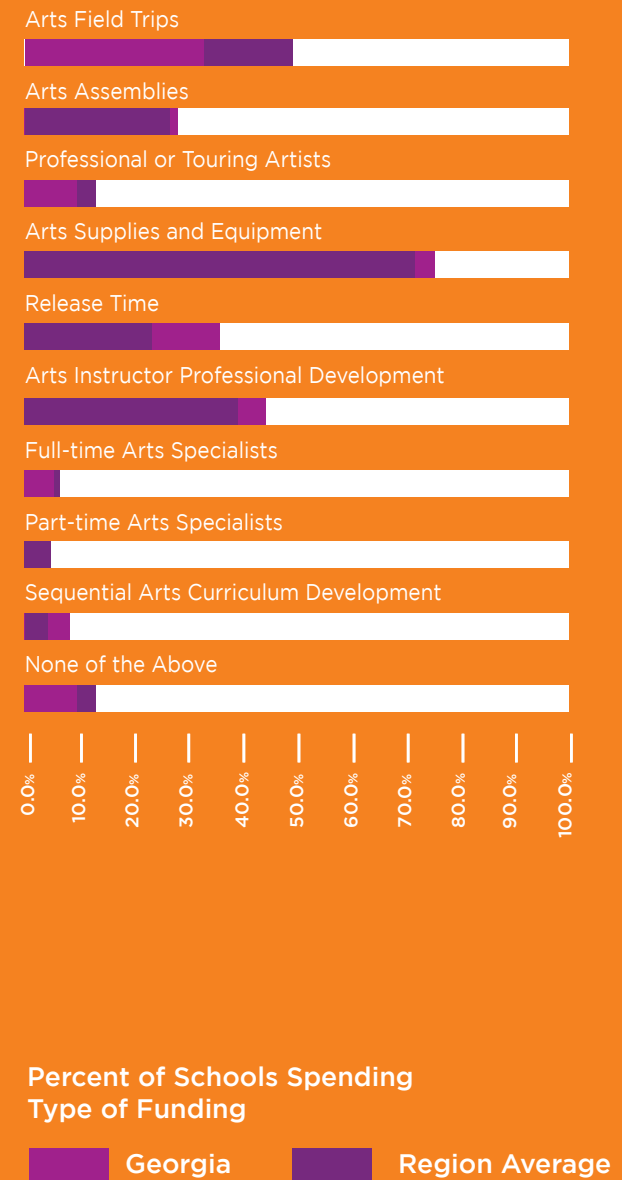 Arts Field Trips
Arts Assemblies
Professional or Touring Artists
Arts Supplies and Equipment
Release Time
Arts Instructor Professional Development
Full-time Arts Specialists
Part-time Arts Specialists
Sequential Arts Curriculum Development
None of the Above
0.0%
10.0%
20.0%
30.0%
40.0%
50.0%
60.0%
70.0%
80.0%
90.0%
100.0%
Percent of Schools Spending
Type of Funding
Georgia
Region Average